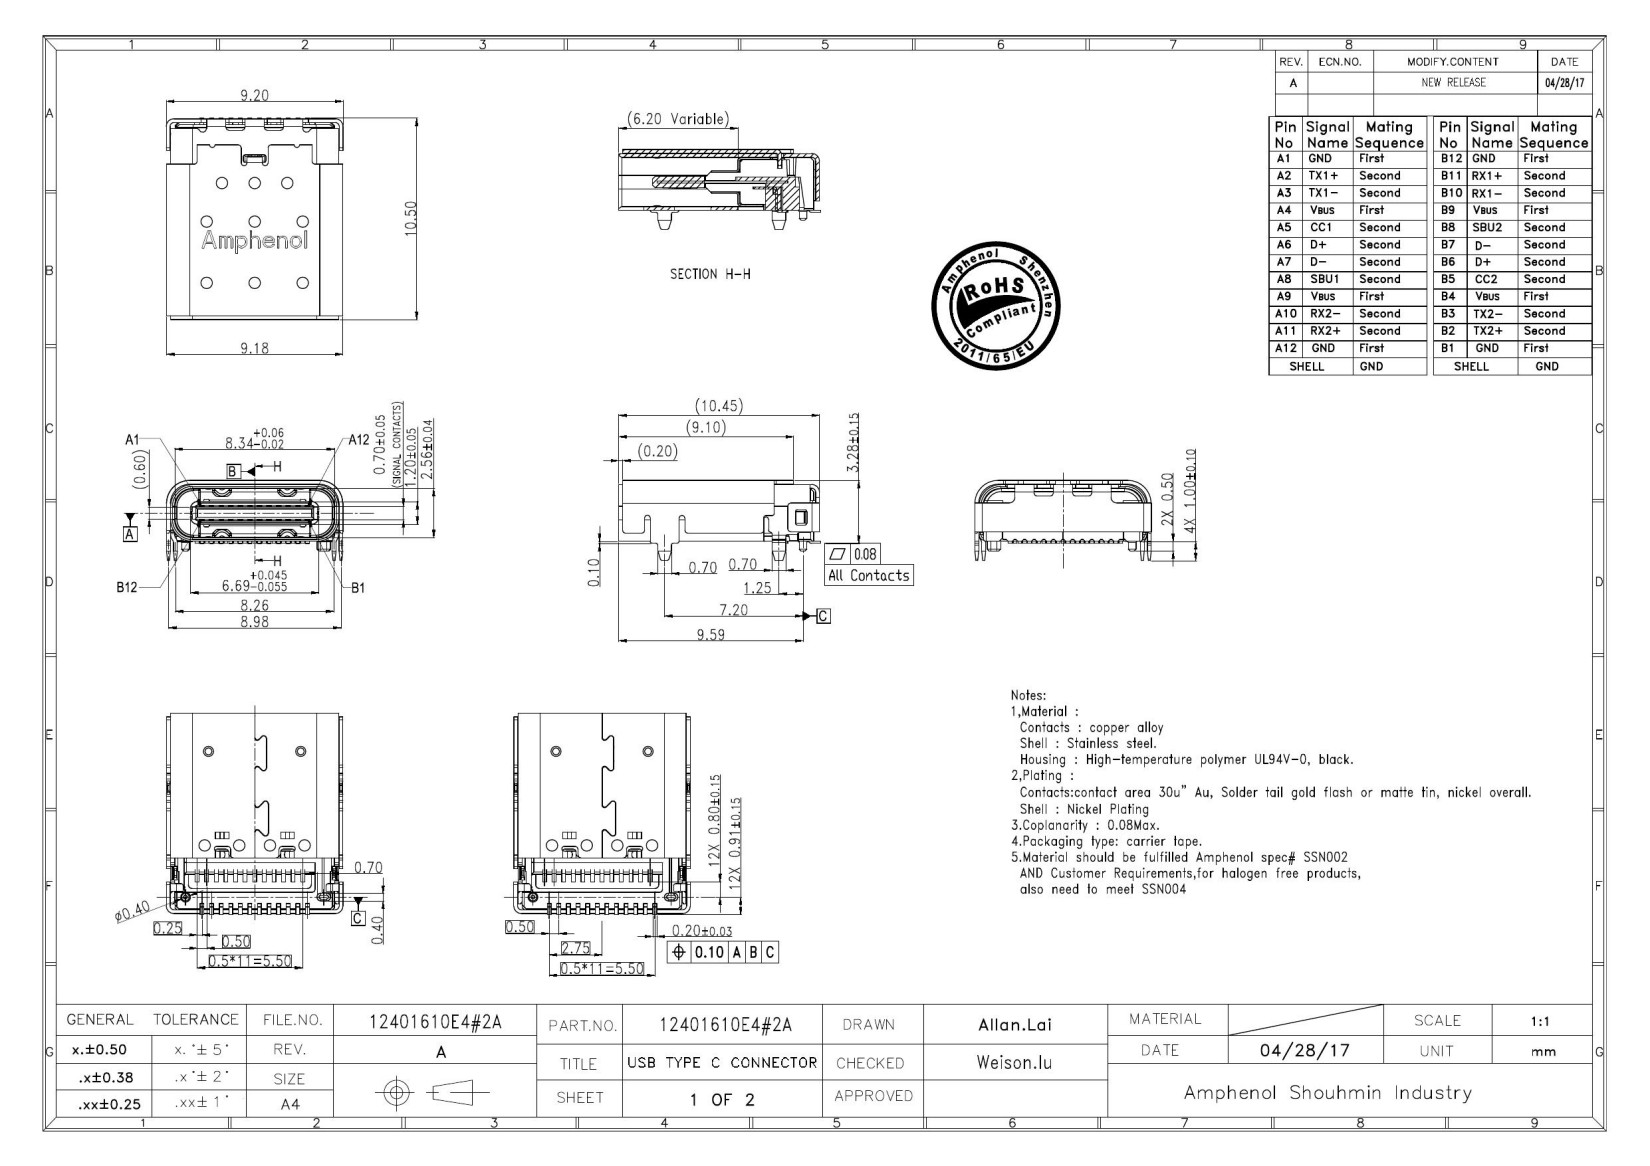 1 2 3 4 5 6 7 8 9
A B C D E F G
REV. ECN.NO. MODIFY.CONTENT DATE
A NEW RELEASE 04/28/17
Pin No Signal Name Mating Sequence Pin No Signal Name Mating Sequence
A1 GND First B12 GND First
A2 TX1+ Second B11 RX1+ Second
A3 TX1- Second B10 RX1- Second
A4 VBUS First B9 VBUS First
A5 CC1 Second B8 SBU2 Second
A6 D+ Second B7 D- Second
A7 D- Second B6 D+ Second
A8 SBU1 Second B5 CC2 Second
A9 VBUS First B4 VBUS First
A10 RX2- Second B3 TX2- Second
A11 RX2+ Second B2 TX2+ Second
A12 GND First B1 GND First
SHELL GND SHELL GND
9.20
10.50
Amphenol
9.18
(6.20 Variable)
SECTION H-H
Amphenol Shenzhen
RoHS
Compliant
2011/65/EU
A1
8.34+0.06-0.02
A12
B
H
(0.60)
0.70±0.05
(SIGNAL CONTACTS)
1.20±0.05
2.56±0.04
A
H
B12
6.69+0.045-0.055
B1
8.26
8.98
(10.45)
(9.10)
(0.20)
3.28±0.15
0.10
0.70
0.70
0.08
All Contacts
1.25
7.20
C
9.59
2X 0.50
4X 1.00±0.10
0.70
ø0.40
C
0.40
0.25
0.50
0.5*11=5.50
12X 0.80±0.15
12X 0.91±0.15
0.50
0.20±0.03
2.75
0.10 A B C
0.5*11=5.50
Notes:
1,Material :
Contacts : copper alloy
Shell : Stainless steel.
Housing : High-temperature polymer UL94V-0, black.
2,Plating :
Contacts:contact area 30u" Au, Solder tail gold flash or matte tin, nickel overall.
Shell : Nickel Plating
3.Coplanarity : 0.08Max.
4.Packaging type: carrier tape.
5.Material should be fulfilled Amphenol spec# SSN002
AND Customer Requirements,for halogen free products,
also need to meet SSN004
GENERAL TOLERANCE FILE.NO. 12401610E4#2A PART.NO. 12401610E4#2A DRAWN Allan.Lai MATERIAL SCALE 1:1
x.±0.50 x.°±5° REV. A TITLE USB TYPE C CONNECTOR CHECKED Weison.lu DATE 04/28/17 UNIT mm
.x±0.38 .x°±2° SIZE
.xx±0.25 .xx±1° A4 SHEET 1 OF 2 APPROVED Amphenol Shouhmin Industry
1 2 3 4 5 6 7 8 9